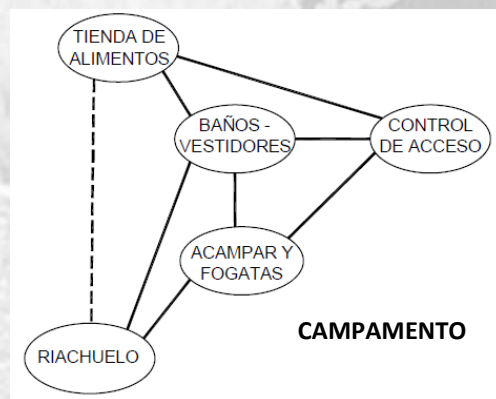 TIENDA DE
ALIMENTOS
BAÑOS -
VESTIDORES
CONTROL
DE ACCESO
ACAMPAR Y
FOGATAS
CAMPAMENTO
RIACHUELO